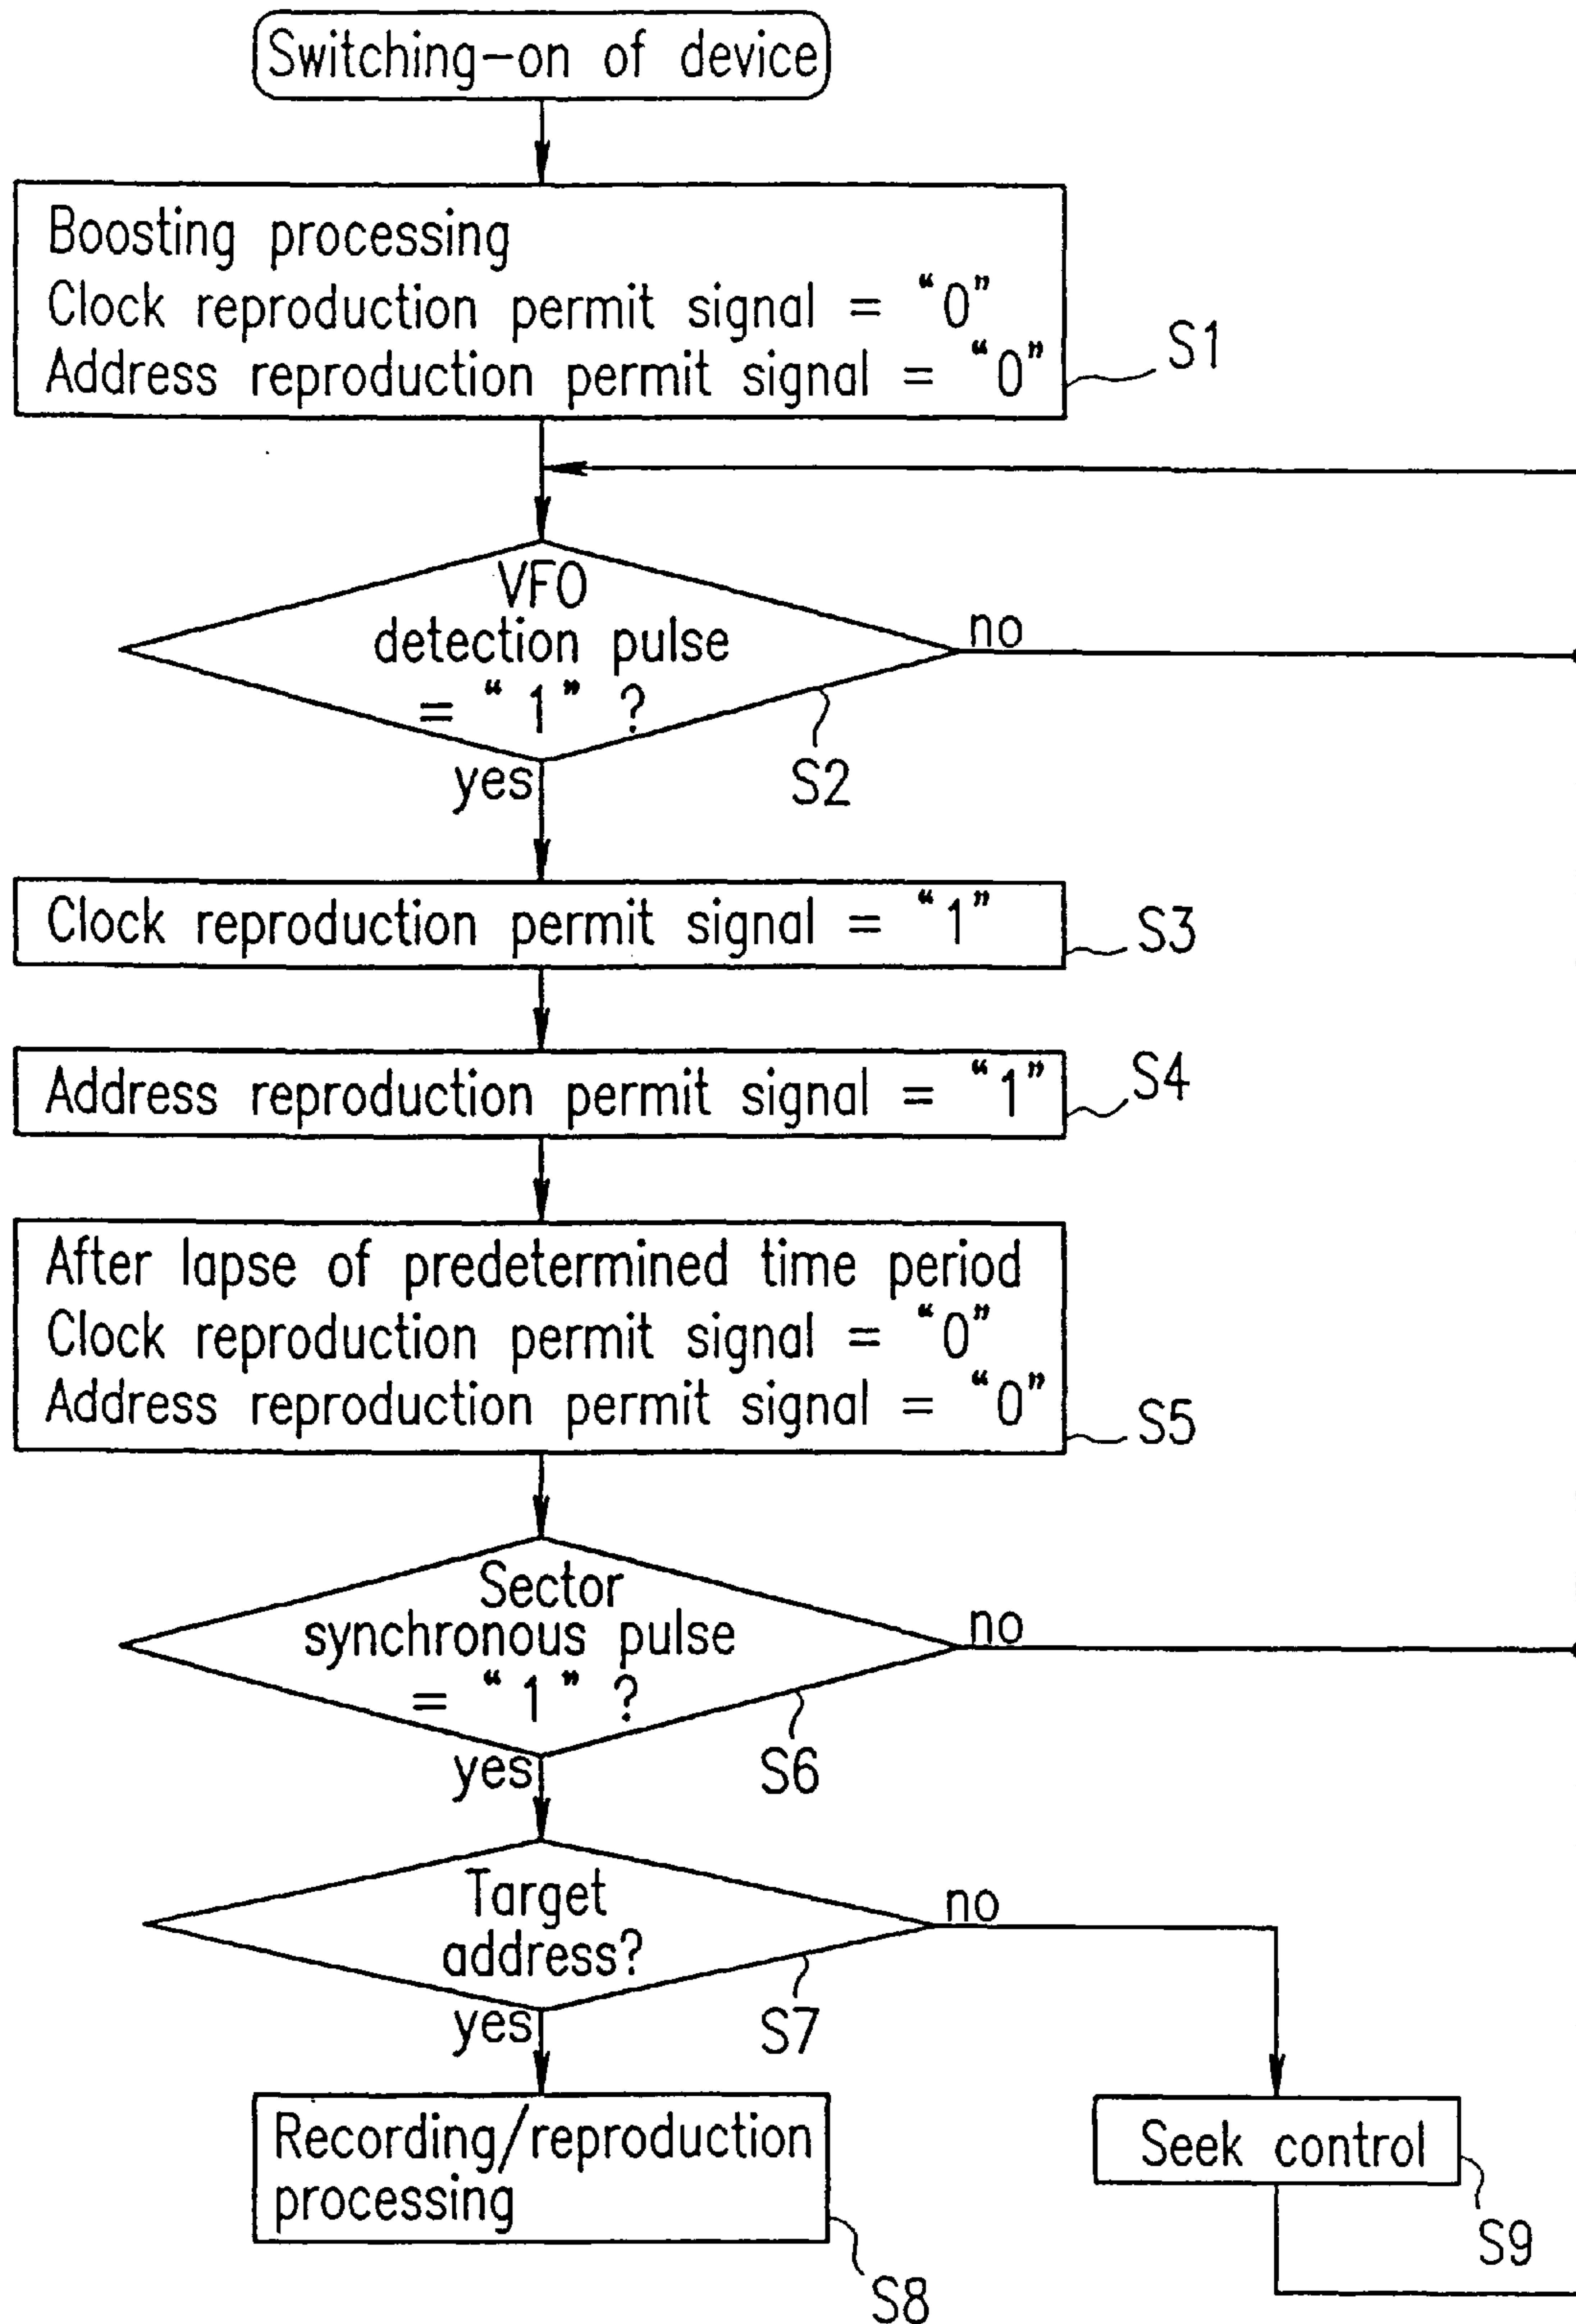 Switching-on of device
Boosting processing
Clock reproduction permit signal = “0”
Address reproduction permit signal = “0”
S1
VFO
detection pulse
= “1” ?
no
yes
S2
Clock reproduction permit signal = “1”
S3
Address reproduction permit signal = “1”
S4
After lapse of predetermined time period
Clock reproduction permit signal = “0”
Address reproduction permit signal = “0”
S5
Sector
synchronous pulse
= “1” ?
no
yes
S6
Target
address?
no
yes
S7
Recording/reproduction
processing
S8
Seek control
S9